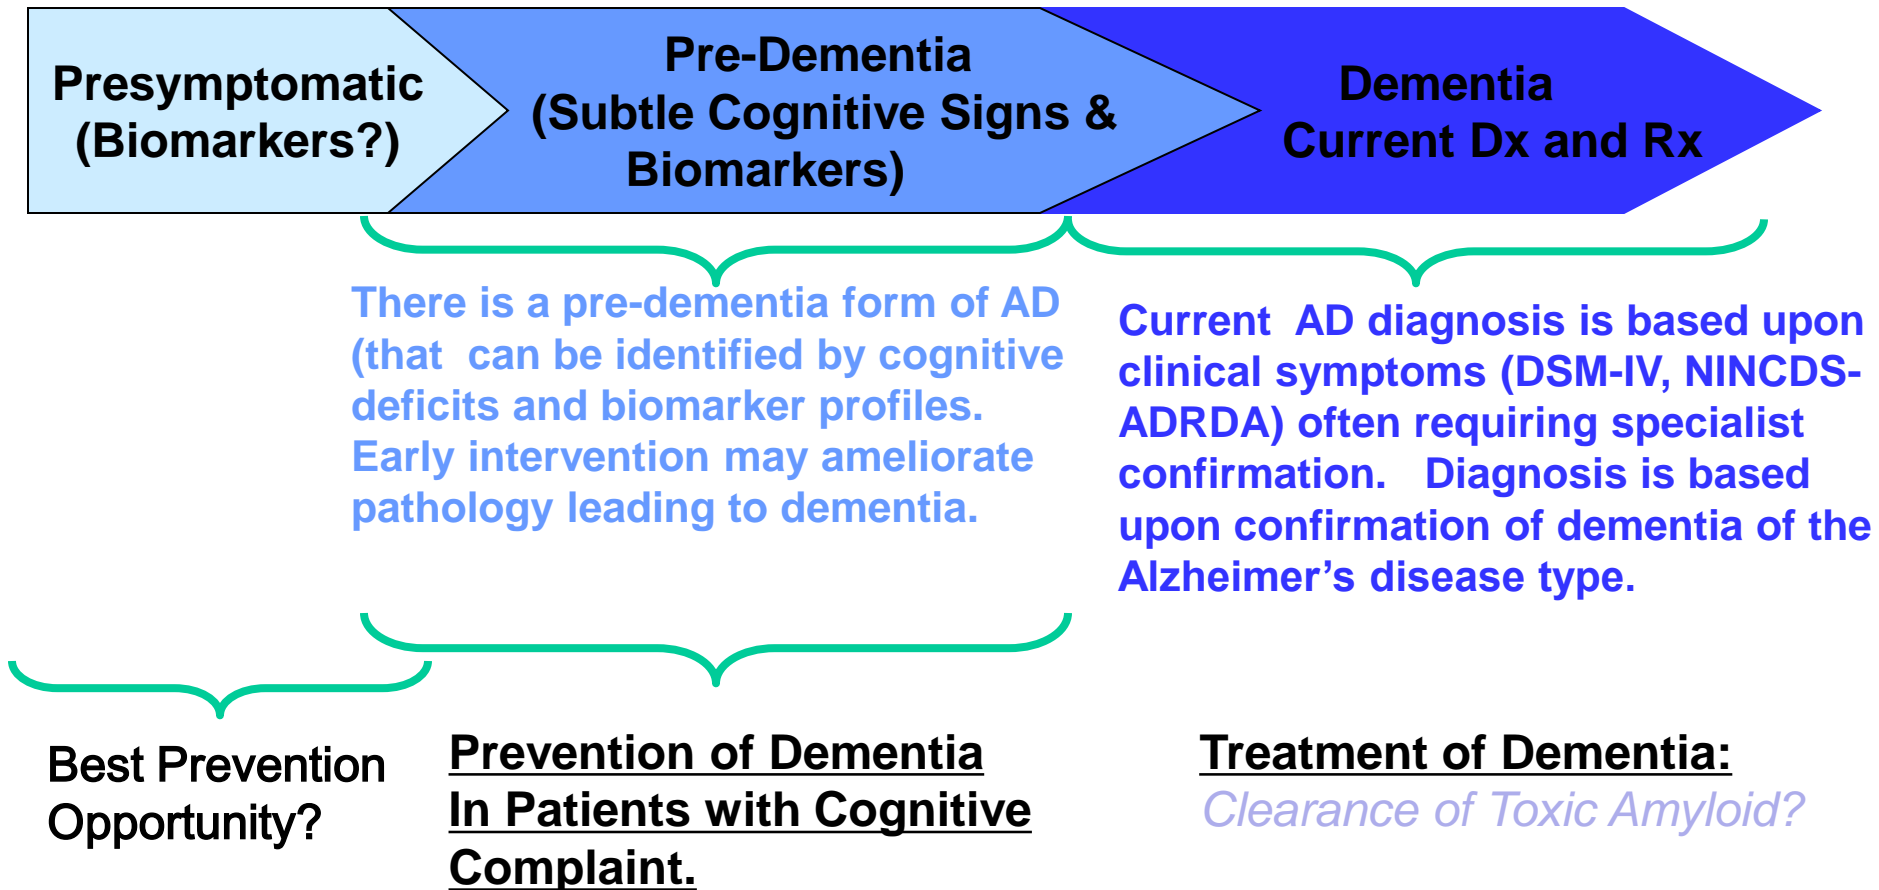 Presymptomatic
(Biomarkers?)
Pre-Dementia
(Subtle Cognitive Signs &
Biomarkers)
Dementia
Current Dx and Rx
There is a pre-dementia form of AD
(that can be identified by cognitive
deficits and biomarker profiles.
Early intervention may ameliorate
pathology leading to dementia.
Current AD diagnosis is based upon
clinical symptoms (DSM-IV, NINCDS-
ADRDA) often requiring specialist
confirmation. Diagnosis is based
upon confirmation of dementia of the
Alzheimer’s disease type.
Best Prevention
Opportunity?
Prevention of Dementia
In Patients with Cognitive
Complaint.
Treatment of Dementia:
Clearance of Toxic Amyloid?